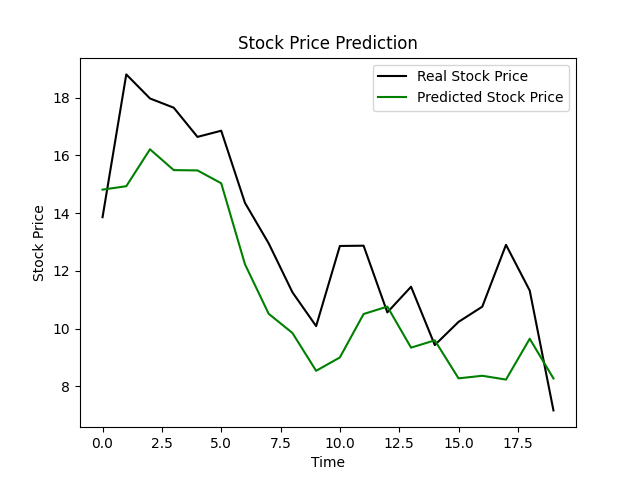 Stock Price Prediction
Real Stock Price
Predicted Stock Price
Stock Price
18
16
14
12
10
8
0.0 2.5 5.0 7.5 10.0 12.5 15.0 17.5
Time